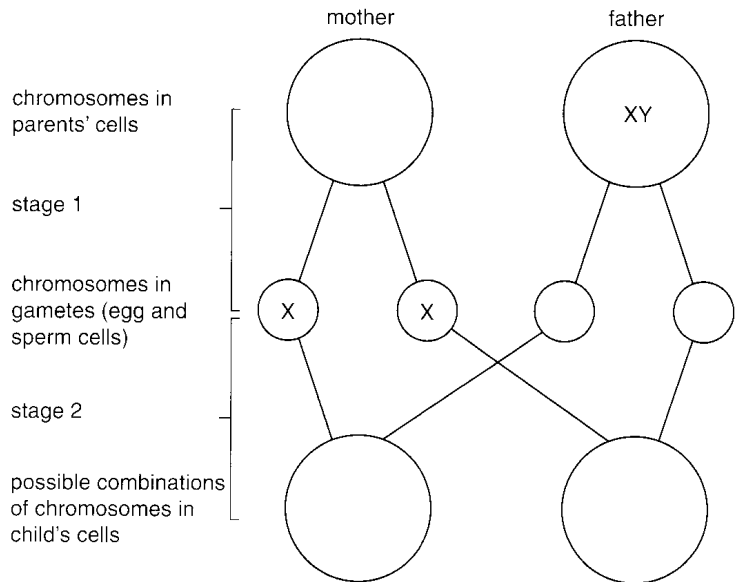 mother father
chromosomes in
parents' cells
XY
stage 1
chromosomes in
gametes (egg and
sperm cells)
X X
stage 2
possible combinations
of chromosomes in
child's cells